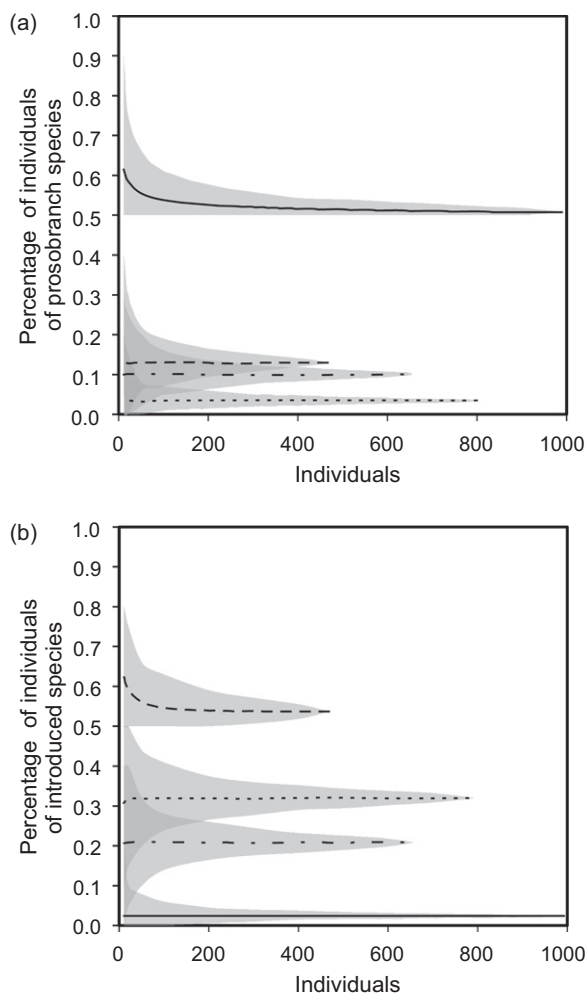 (a)
Percentage of individuals
of prosobranch species
1.0
0.9
0.8
0.7
0.6
0.5
0.4
0.3
0.2
0.1
0.0
0 200 400 600 800 1000
Individuals
(b)
Percentage of individuals
of introduced species
1.0
0.9
0.8
0.7
0.6
0.5
0.4
0.3
0.2
0.1
0.0
0 200 400 600 800 1000
Individuals